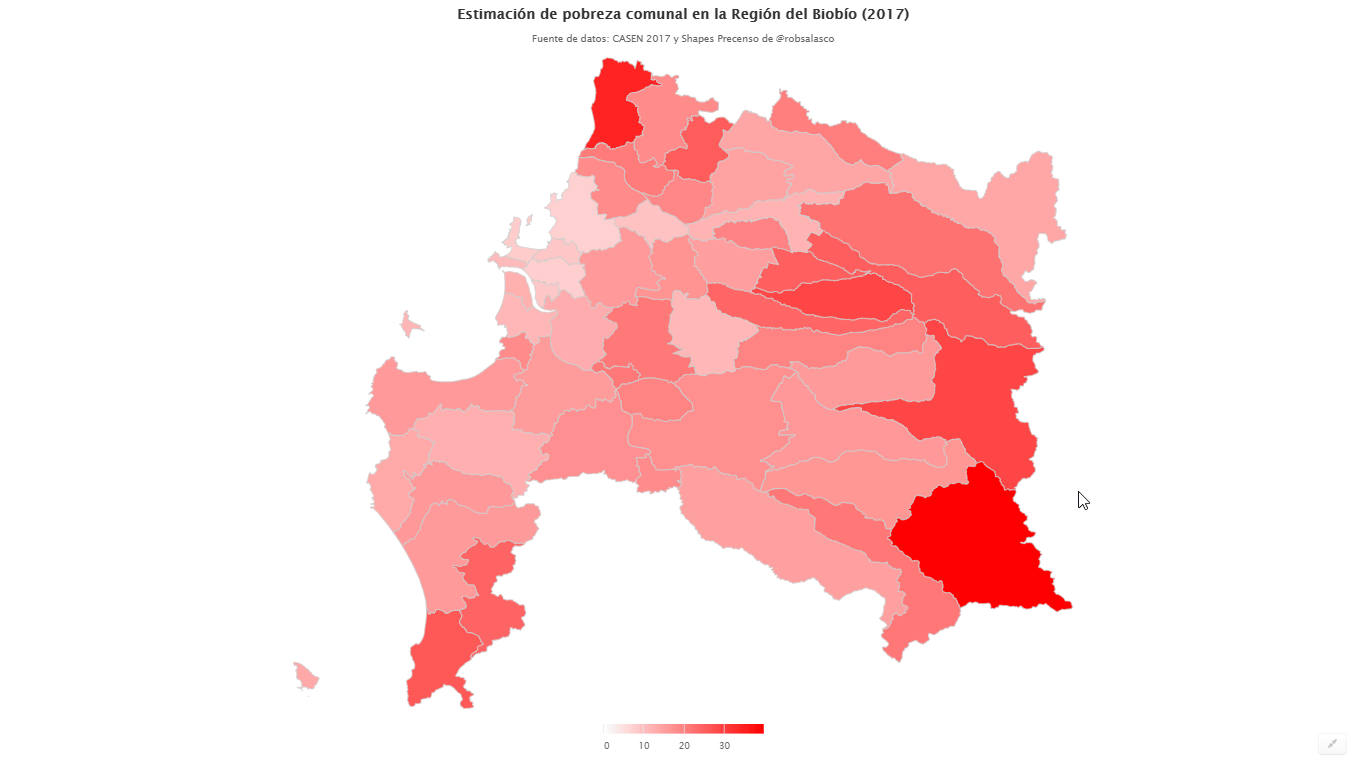 Estimación de pobreza comunal en la Región del Biobío (2017)
Fuente de datos: CASEN 2017 y Shapes Precenso de @robsalasco
0 10 20 30